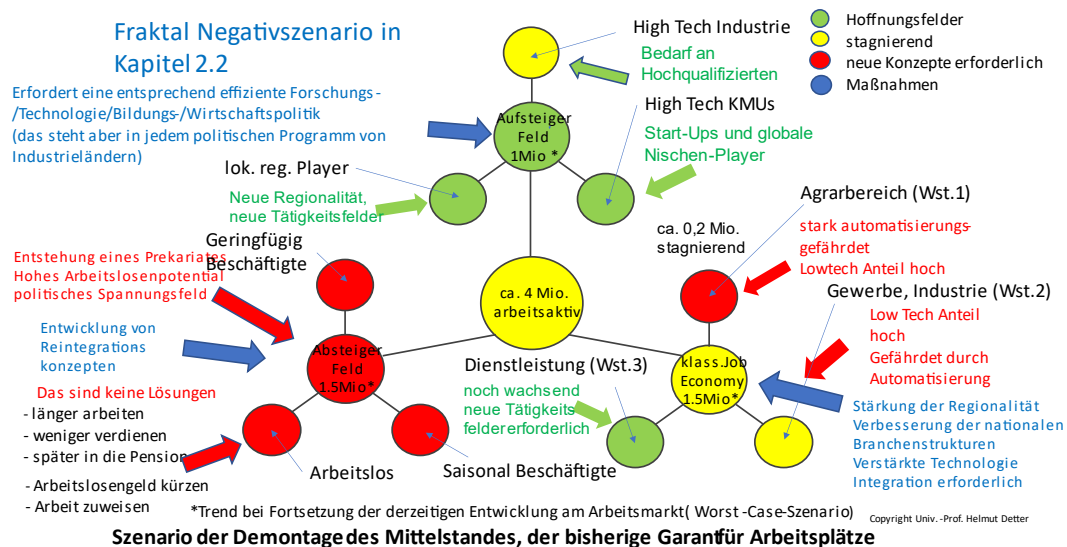 Fraktal Negativszenario in
Kapitel 2.2
Erfordert eine entsprechend effiziente Forschungs-
/Technologie/Bildungs-/Wirtschaftspolitik
(das steht aber in jedem politischen Programm von
Industrieländern)
High Tech Industrie
Bedarf an
Hochqualifizierten
High Tech KMUs
Start-Ups und globale
Nischen-Player
Hoffnungsfelder
stagnierend
neue Konzepte erforderlich
Maßnahmen
Aufsteiger
Feld
1Mio *
lok. reg. Player
Neue Regionalität,
neue Tätigkeitsfelder
Geringfügig
Beschäftigte
Entstehung eines Prekariates
Hohes Arbeitslosenpotential
politisches Spannungsfeld
Entwicklung von
Reintegrations
konzepten
Das sind keine Lösungen
- länger arbeiten
- weniger verdienen
- später in die Pension
- Arbeitslosengeld kürzen
- Arbeit zuweisen
Absteiger
Feld
1.5Mio*
Arbeitslos
Saisonal Beschäftigte
ca. 4 Mio.
arbeitsaktiv
ca. 0,2 Mio.
stagnierend
Agrarbereich (Wst.1)
stark automatisierungs-
gefährdet
Lowtech Anteil hoch
Gewerbe, Industrie (Wst.2)
Low Tech Anteil
hoch
Gefährdet durch
Automatisierung
Dienstleistung (Wst.3)
noch wachsend
neue Tätigkeits
felder erforderlich
klass.Job
Economy
1.5Mio*
Stärkung der Regionalität
Verbesserung der nationalen
Branchenstrukturen
Verstärkte Technologie
Integration erforderlich
*Trend bei Fortsetzung der derzeitigen Entwicklung am Arbeitsmarkt( Worst -Case-Szenario)
Copyright Univ. -Prof. Helmut Detter
Szenario der Demontage des Mittelstandes, der bisherige Garant für Arbeitsplätze